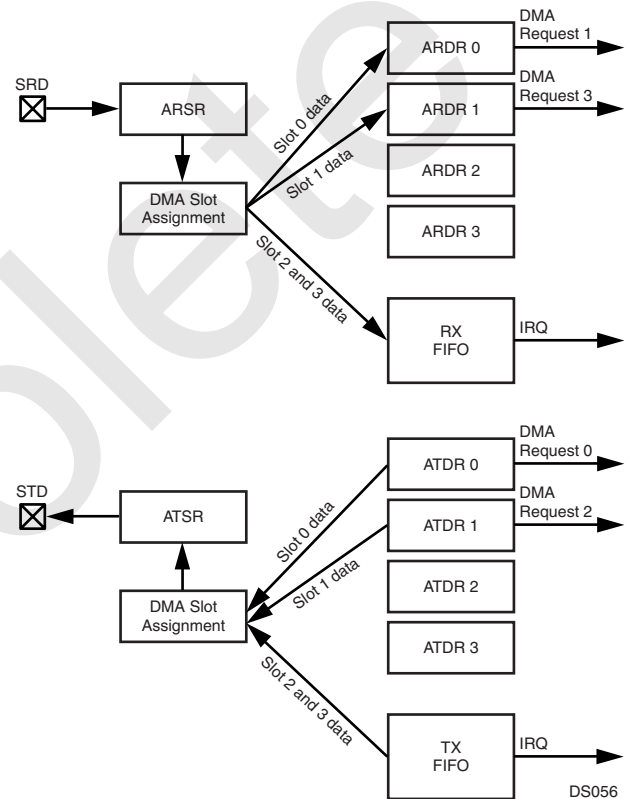 DMA
Request 1
ARDR 0
SRD
ARSR
DMA
Request 3
ARDR 1
Slot 0 data
Slot 1 data
ARDR 2
DMA Slot
Assignment
ARDR 3
Slot 2 and 3 data
RX
FIFO
IRQ
DMA
Request 0
ATDR 0
STD
ATSR
DMA
Request 2
ATDR 1
Slot 0 data
Slot 1 data
ATDR 2
DMA Slot
Assignment
ATDR 3
Slot 2 and 3 data
TX
FIFO
IRQ
DS056
olete